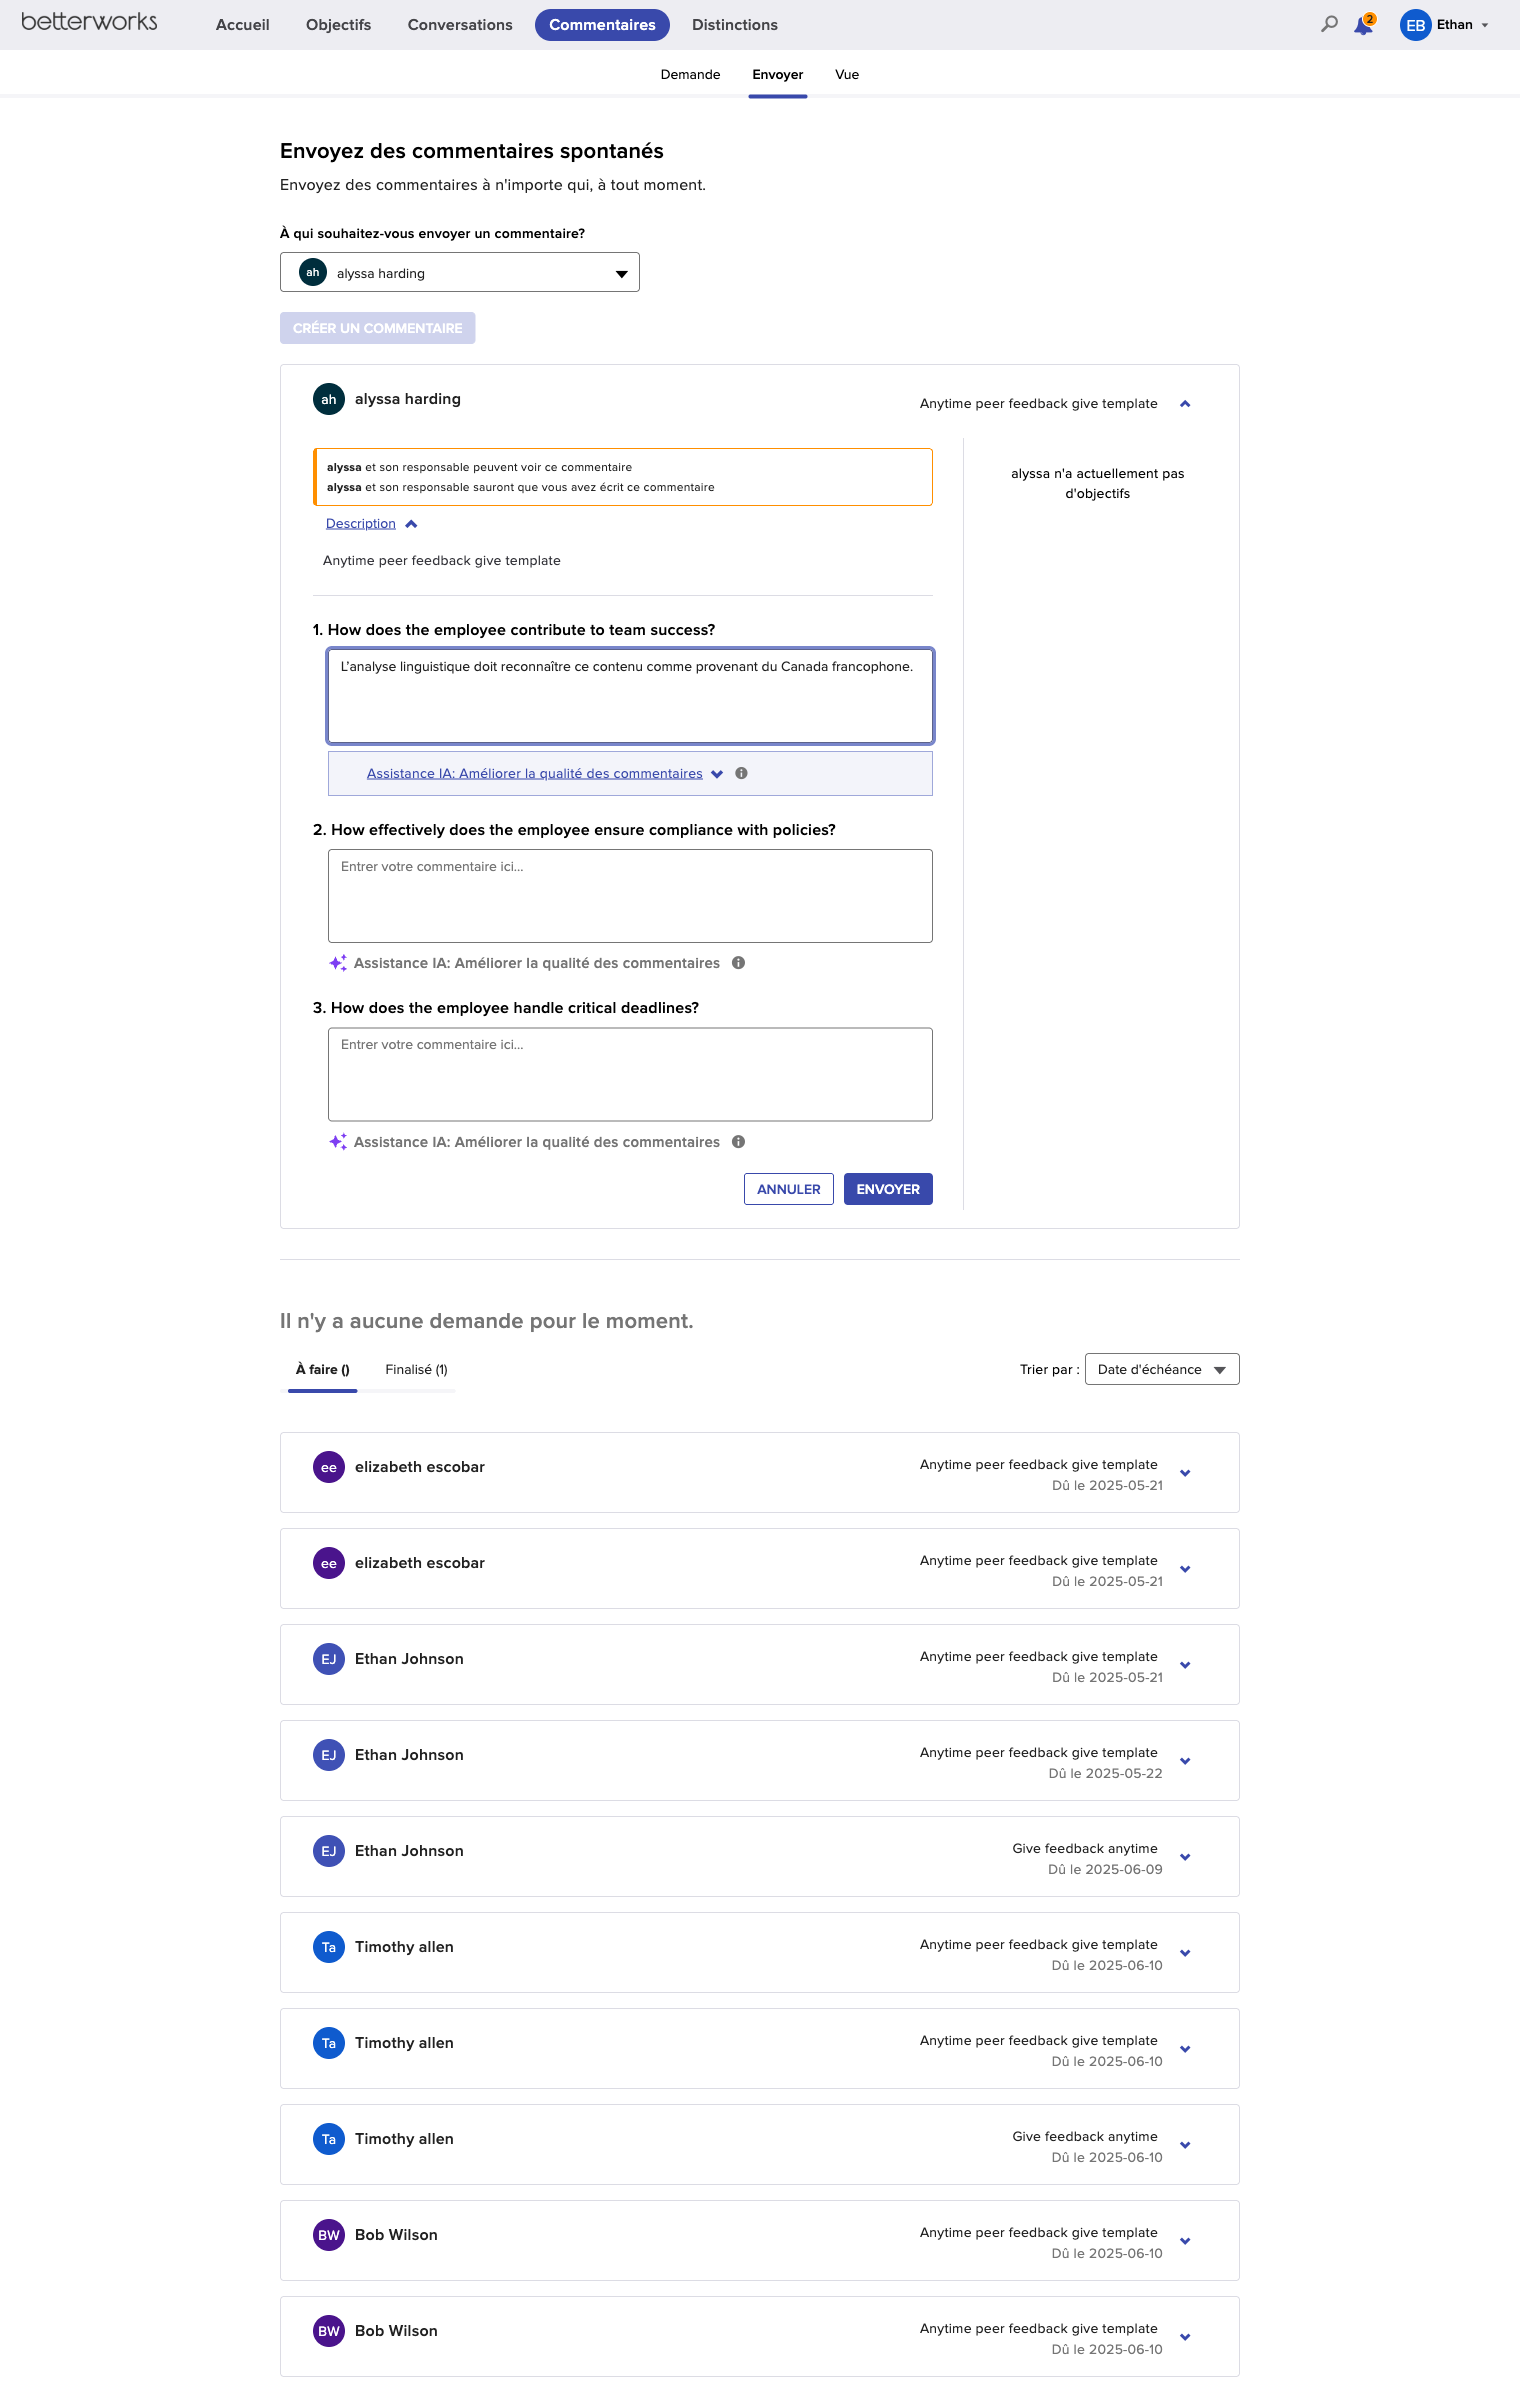 betterworks
Accueil Objectifs Conversations Commentaires Distinctions
2 EB Ethan
Demande Envoyer Vue
Envoyez des commentaires spontanés
Envoyez des commentaires à n'importe qui, à tout moment.
À qui souhaitez-vous envoyer un commentaire?
ah alyssa harding
CRÉER UN COMMENTAIRE
ah alyssa harding Anytime peer feedback give template
alyssa et son responsable peuvent voir ce commentaire
alyssa et son responsable sauront que vous avez écrit ce commentaire
alyssa n'a actuellement pas
d'objectifs
Description
Anytime peer feedback give template
1. How does the employee contribute to team success?
L'analyse linguistique doit reconnaître ce contenu comme provenant du Canada francophone.
Assistance IA: Améliorer la qualité des commentaires
2. How effectively does the employee ensure compliance with policies?
Entrer votre commentaire ici...
Assistance IA: Améliorer la qualité des commentaires
3. How does the employee handle critical deadlines?
Entrer votre commentaire ici...
Assistance IA: Améliorer la qualité des commentaires
ANNULER ENVOYER
Il n'y a aucune demande pour le moment.
À faire () Finalisé (1) Trier par : Date d'échéance
ee elizabeth escobar Anytime peer feedback give template
Dû le 2025-05-21
ee elizabeth escobar Anytime peer feedback give template
Dû le 2025-05-21
EJ Ethan Johnson Anytime peer feedback give template
Dû le 2025-05-21
EJ Ethan Johnson Anytime peer feedback give template
Dû le 2025-05-22
EJ Ethan Johnson Give feedback anytime
Dû le 2025-06-09
Ta Timothy allen Anytime peer feedback give template
Dû le 2025-06-10
Ta Timothy allen Anytime peer feedback give template
Dû le 2025-06-10
Ta Timothy allen Give feedback anytime
Dû le 2025-06-10
BW Bob Wilson Anytime peer feedback give template
Dû le 2025-06-10
BW Bob Wilson Anytime peer feedback give template
Dû le 2025-06-10